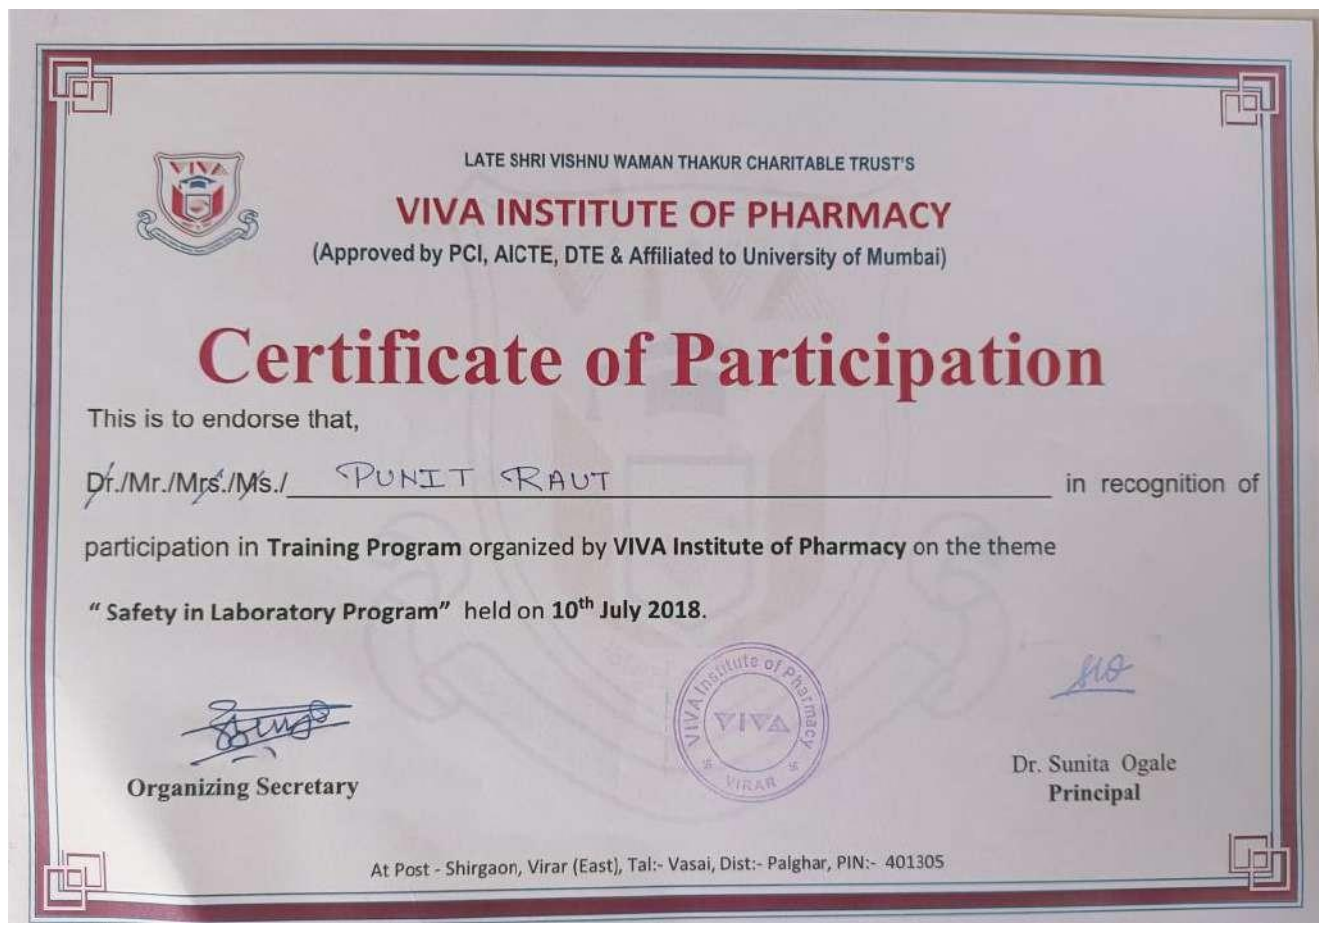 VIVA
LATE SHRI VISHNU WAMAN THAKUR CHARITABLE TRUST'S
VIVA INSTITUTE OF PHARMACY
(Approved by PCI, AICTE, DTE & Affiliated to University of Mumbai)
Certificate of Participation
This is to endorse that,
Dr./Mr./Mrs./Ms./ PUNIT RAUT in recognition of
participation in Training Program organized by VIVA Institute of Pharmacy on the theme
“ Safety in Laboratory Program” held on 10th July 2018.
VIVA Institute of Pharmacy
VIVA
VIRAR
Organizing Secretary
Dr. Sunita Ogale
Principal
At Post - Shirgaon, Virar (East), Tal:- Vasai, Dist:- Palghar, PIN:- 401305